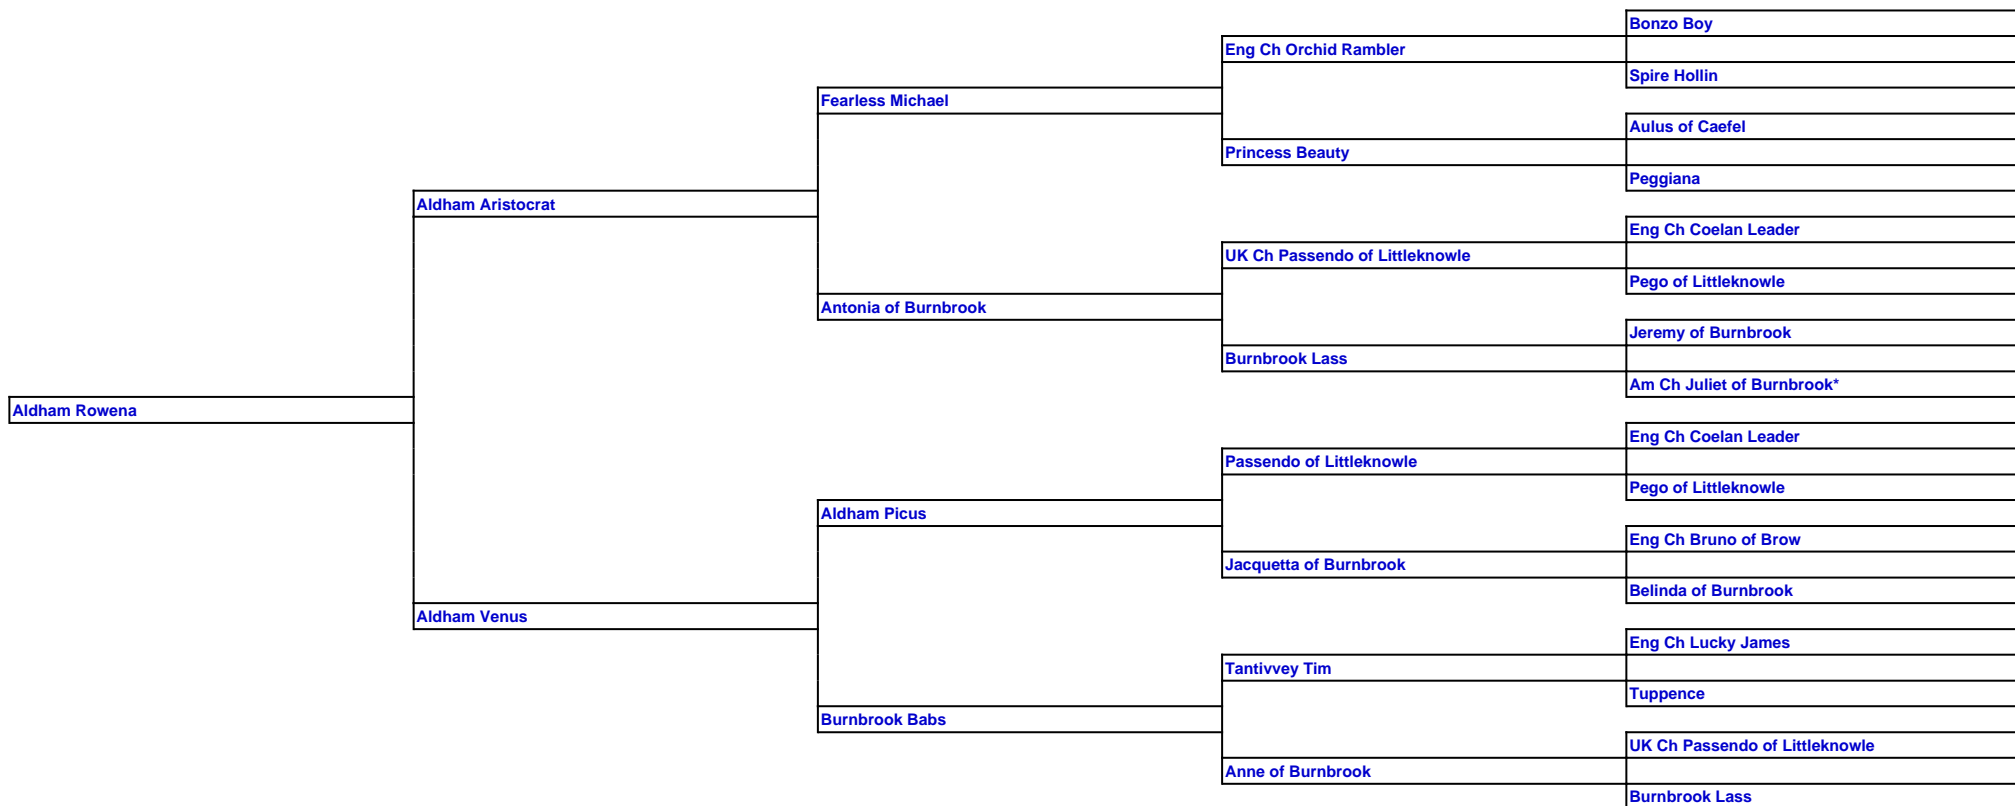 Bonzo Boy
Eng Ch Orchid Rambler
Spire Hollin
Fearless Michael
Aulus of Caefel
Princess Beauty
Peggiana
Aldham Aristocrat
Eng Ch Coelan Leader
UK Ch Passendo of Littleknowle
Pego of Littleknowle
Antonia of Burnbrook
Jeremy of Burnbrook
Burnbrook Lass
Am Ch Juliet of Burnbrook*
Aldham Rowena
Eng Ch Coelan Leader
Passendo of Littleknowle
Pego of Littleknowle
Aldham Picus
Eng Ch Bruno of Brow
Jacquetta of Burnbrook
Belinda of Burnbrook
Aldham Venus
Eng Ch Lucky James
Tantivvey Tim
Tuppence
Burnbrook Babs
UK Ch Passendo of Littleknowle
Anne of Burnbrook
Burnbrook Lass